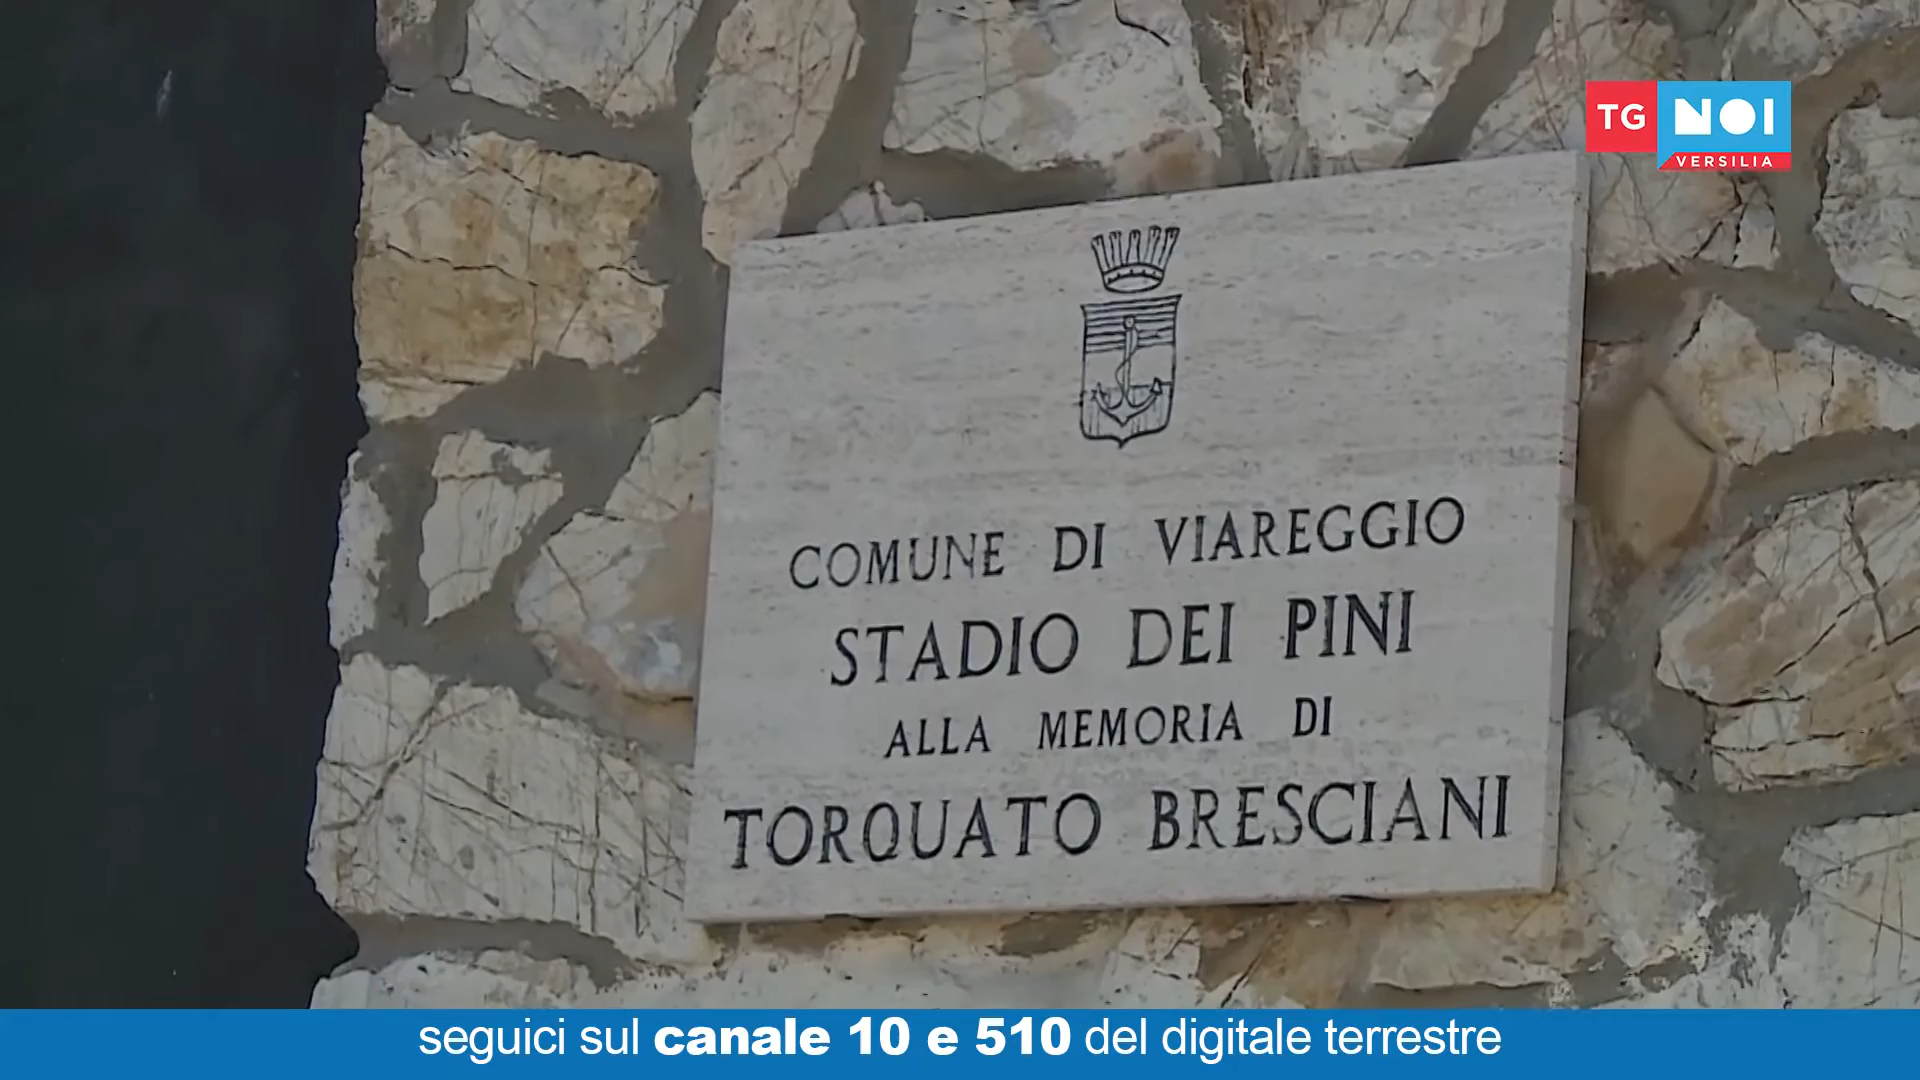 TG NOI
VERSILIA
COMUNE DI VIAREGGIO
STADIO DEI PINI
ALLA MEMORIA DI
TORQUATO BRESCIANI
seguici sul canale 10 e 510 del digitale terrestre